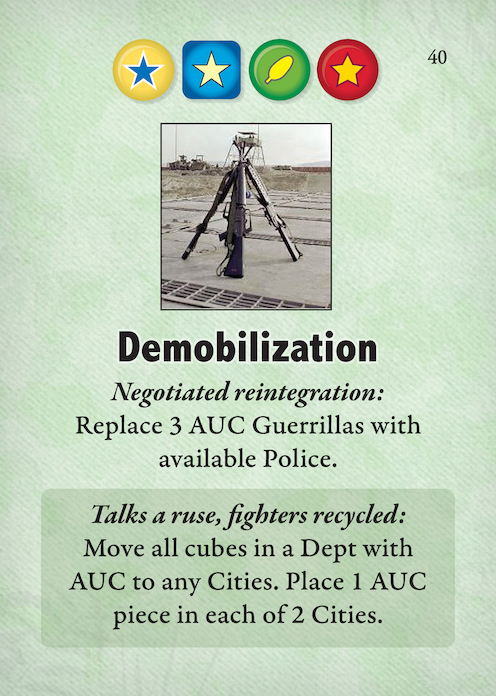 40
Demobilization
Negotiated reintegration:
Replace 3 AUC Guerrillas with
available Police.
Talks a ruse, fighters recycled:
Move all cubes in a Dept with
AUC to any Cities. Place 1 AUC
piece in each of 2 Cities.